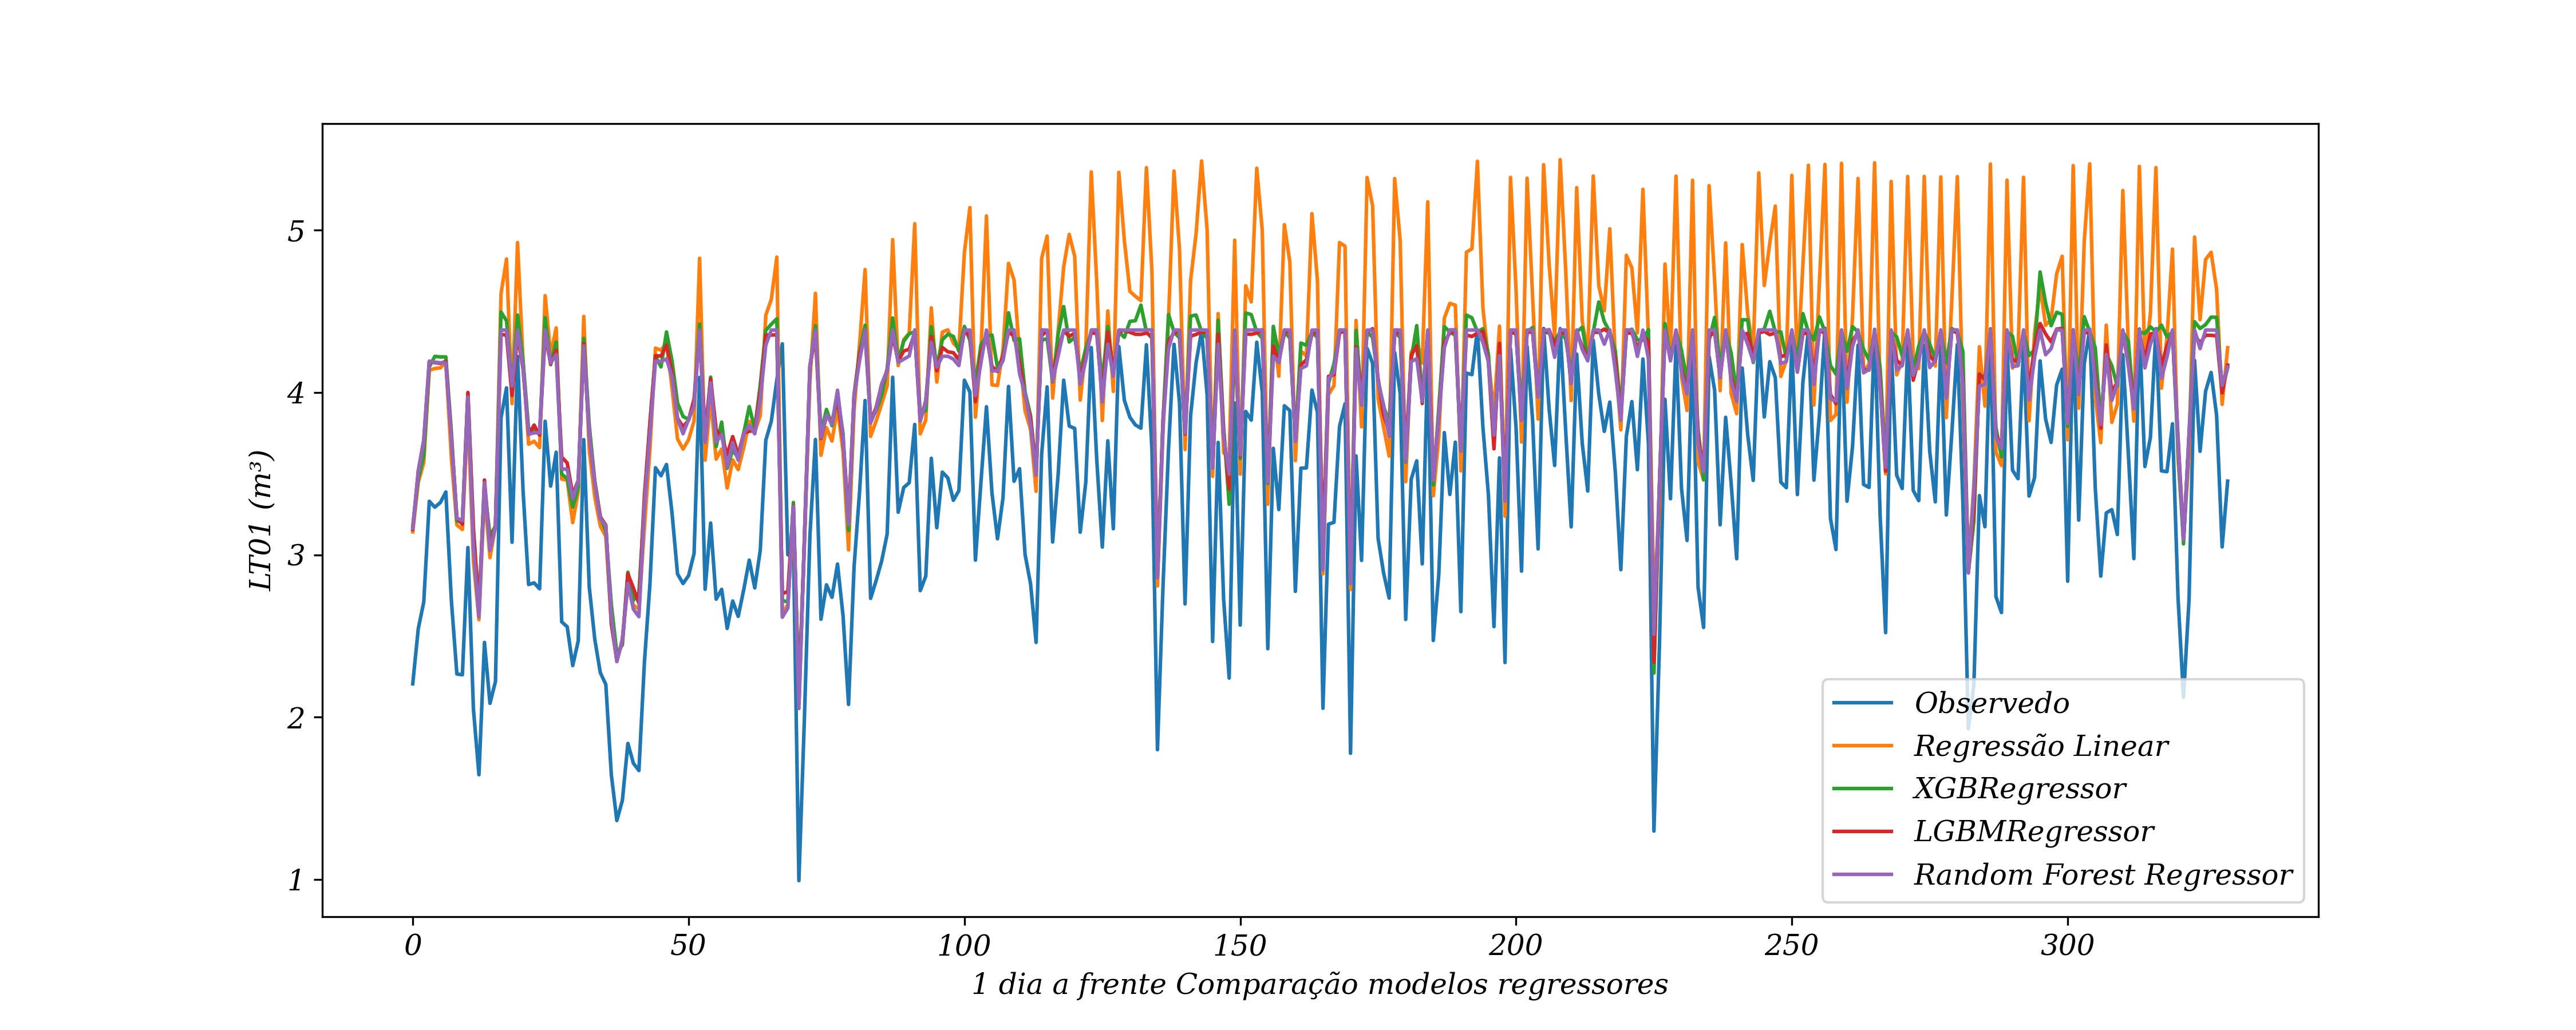 5
4
3
2
1
LT01 (m³)
Observedo
Regressão Linear
XGBRegressor
LGBMRegressor
Random Forest Regressor
0 50 100 150 200 250 300
1 dia a frente Comparação modelos regressores